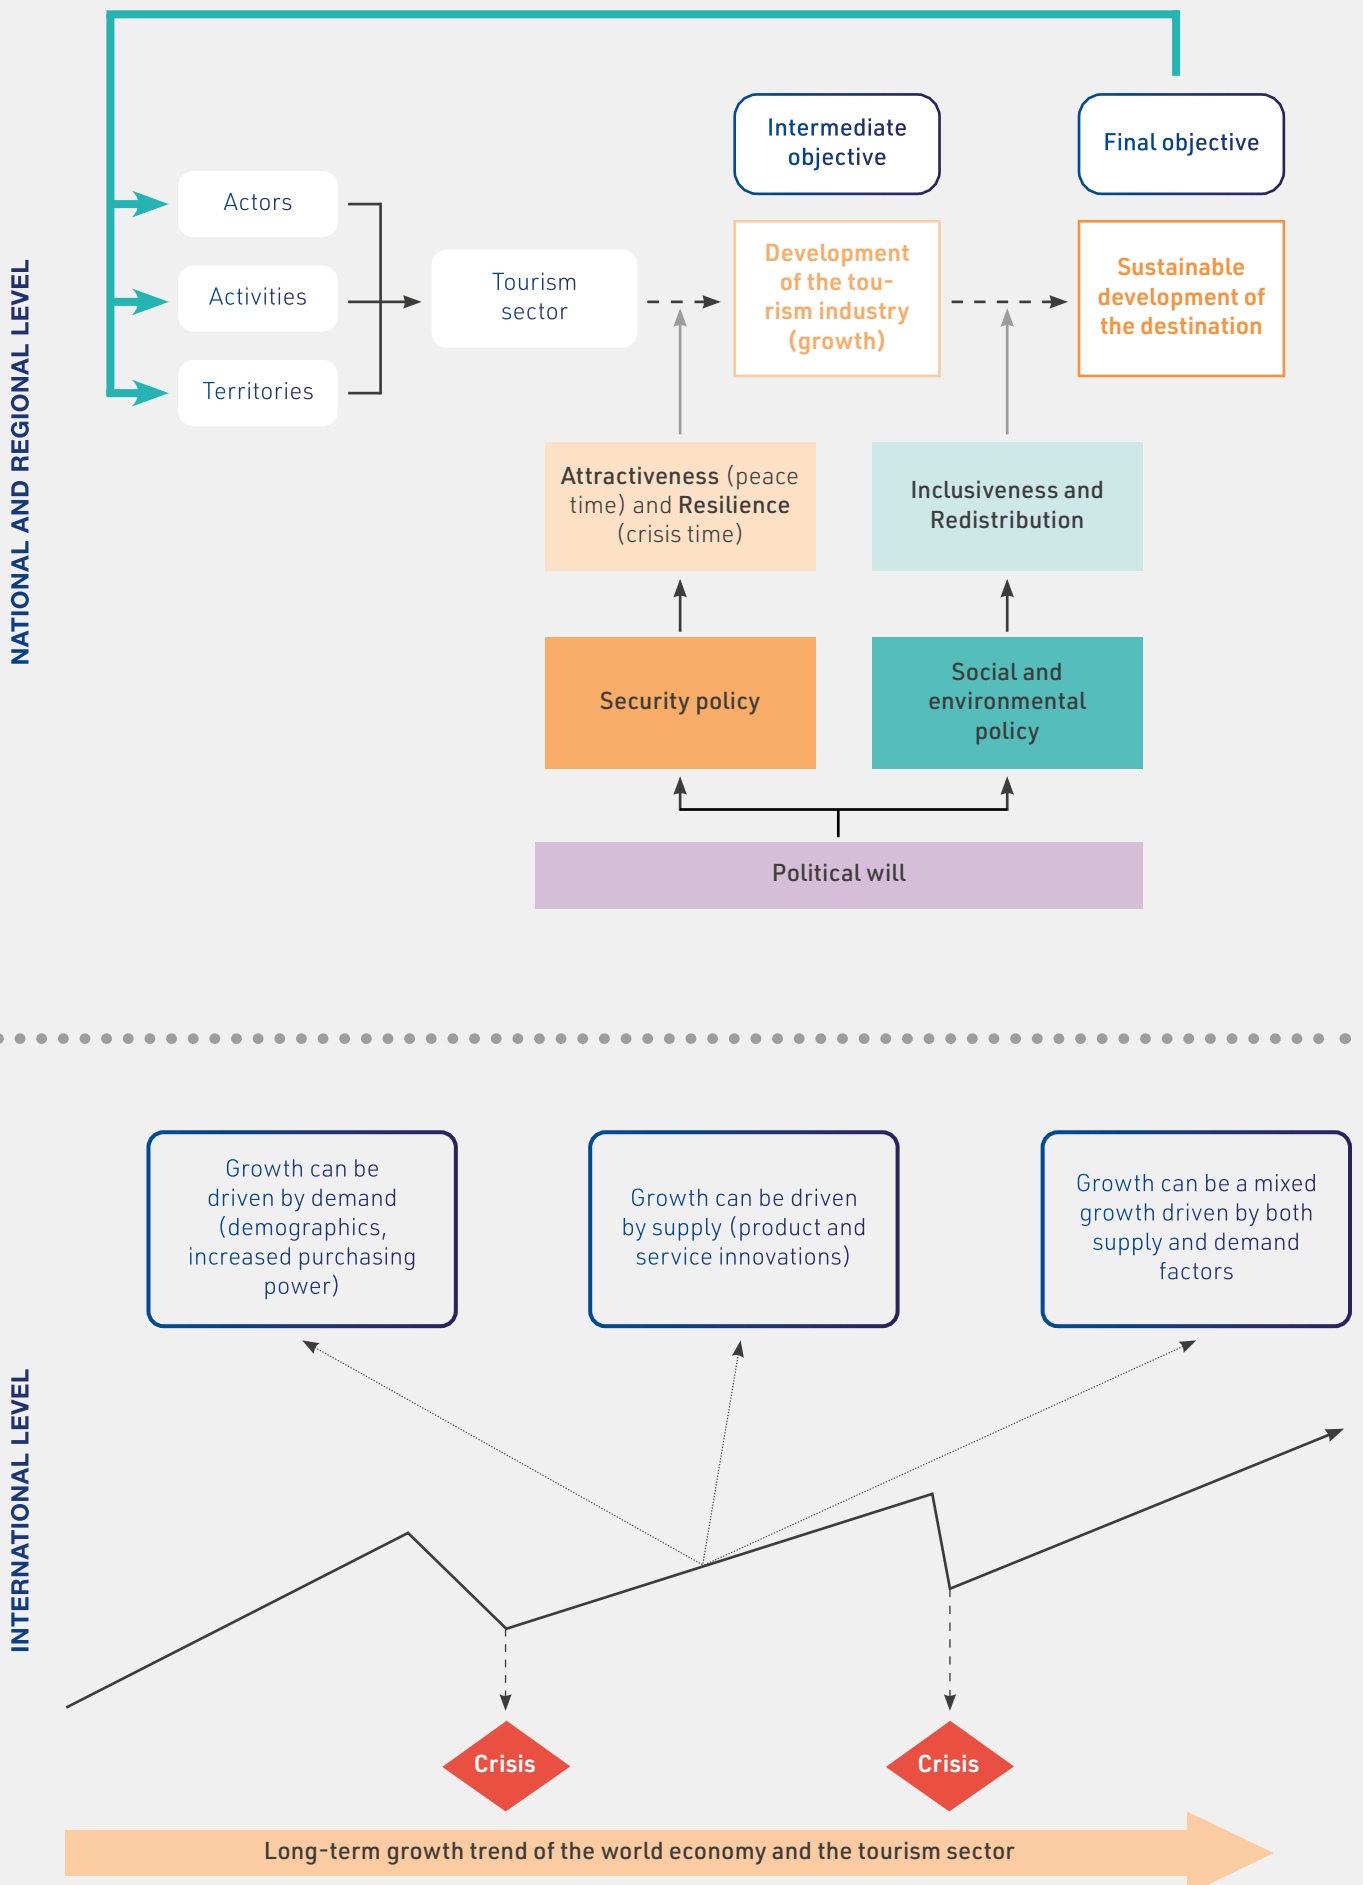 NATIONAL AND REGIONAL LEVEL
Actors
Activities
Territories
Tourism
sector
Intermediate
objective
Development
of the tou-
rism industry
(growth)
Final objective
Sustainable
development of
the destination
Attractiveness (peace
time) and Resilience
(crisis time)
Inclusiveness and
Redistribution
Security policy
Social and
environmental
policy
Political will
INTERNATIONAL LEVEL
Growth can be
driven by demand
(demographics,
increased purchasing
power)
Growth can be driven
by supply (product and
service innovations)
Growth can be a mixed
growth driven by both
supply and demand
factors
Crisis
Crisis
Long-term growth trend of the world economy and the tourism sector